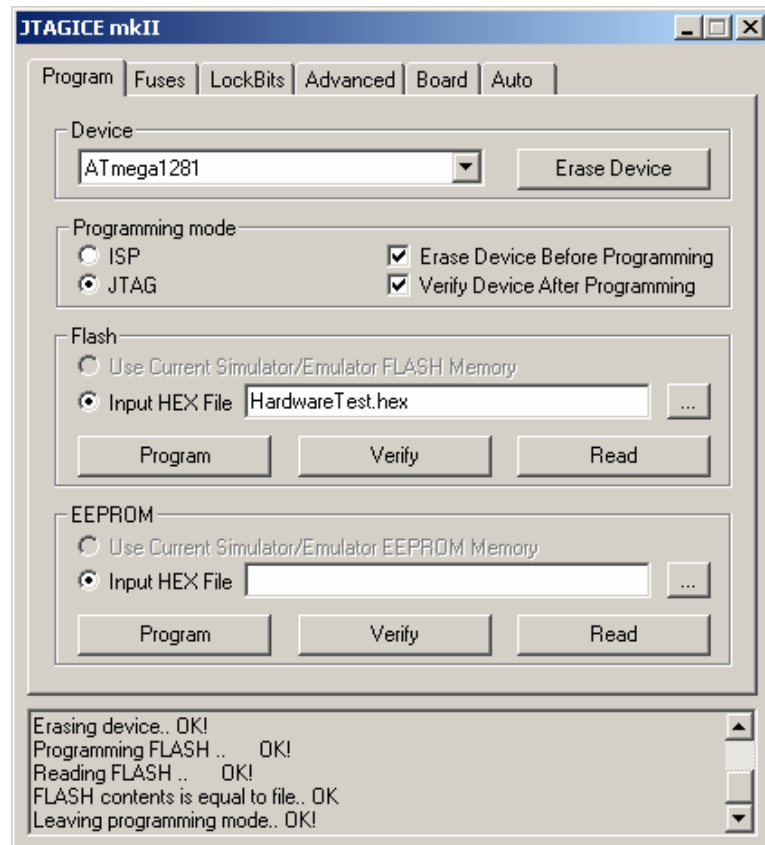 JTAGICE mkII
Program Fuses LockBits Advanced Board Auto
Device
ATmega1281 Erase Device
Programming mode
ISP Erase Device Before Programming
JTAG Verify Device After Programming
Flash
Use Current Simulator/Emulator FLASH Memory
Input HEX File HardwareTest.hex ...
Program Verify Read
EEPROM
Use Current Simulator/Emulator EEPROM Memory
Input HEX File ...
Program Verify Read
Erasing device.. OK!
Programming FLASH .. OK!
Reading FLASH .. OK!
FLASH contents is equal to file.. OK
Leaving programming mode.. OK!